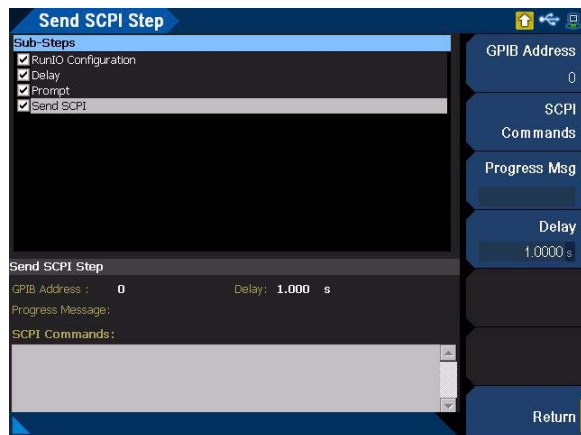 Send SCPI Step
Sub-Steps
RunIO Configuration
Delay
Prompt
Send SCPI
Send SCPI Step
GPIB Address : 0 Delay: 1.000 s
Progress Message:
SCPI Commands:
GPIB Address
0
SCPI
Commands
Progress Msg
Delay
1.0000 s
Return